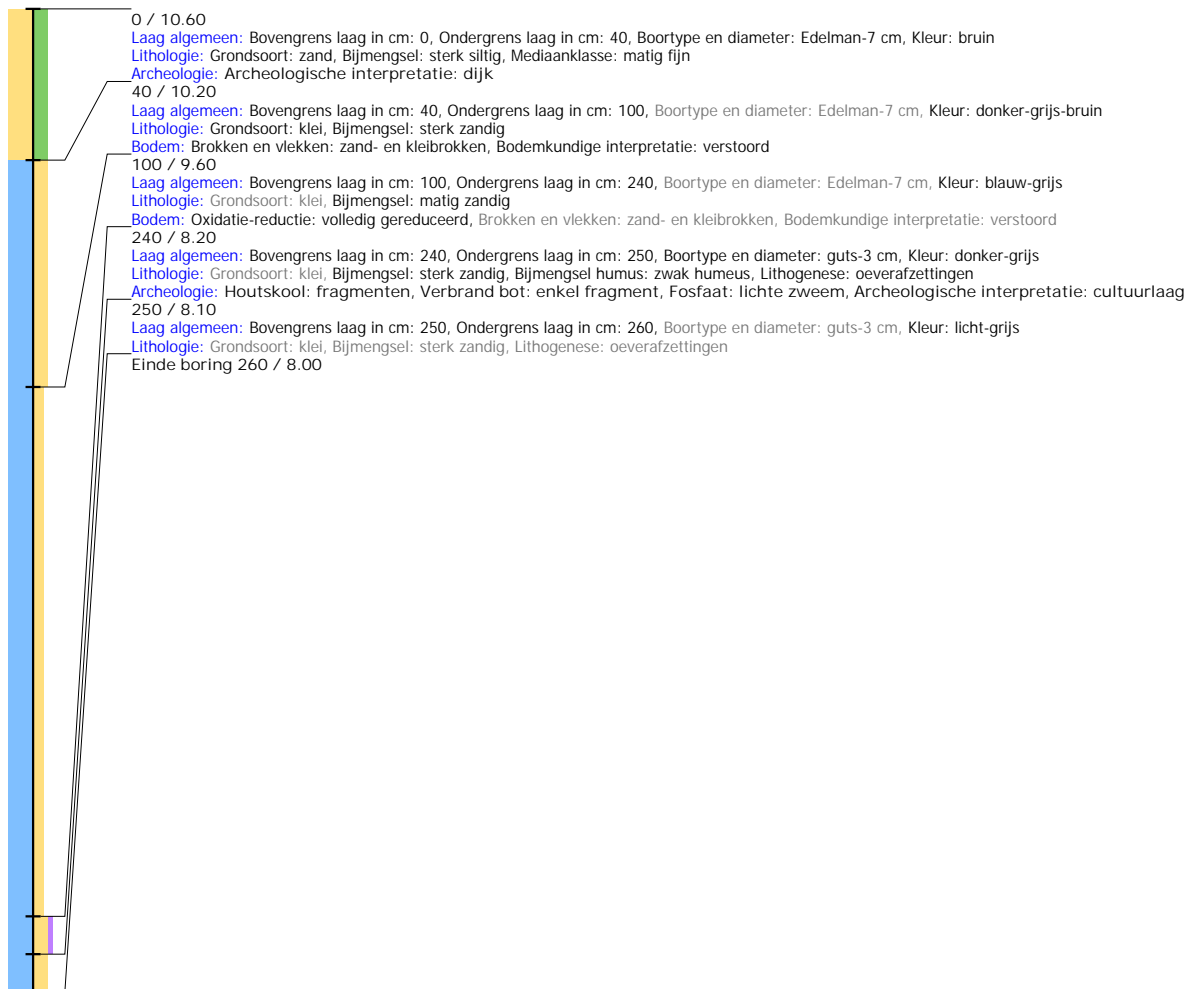 0 / 10.60
Laag algemeen: Bovengrens laag in cm: 0, Ondergrens laag in cm: 40, Boortype en diameter: Edelman-7 cm, Kleur: bruin
Lithologie: Grondsoort: zand, Bijmengsel: sterk siltig, Mediaanklasse: matig fijn
Archeologie: Archeologische interpretatie: dijk
40 / 10.20
Laag algemeen: Bovengrens laag in cm: 40, Ondergrens laag in cm: 100, Boortype en diameter: Edelman-7 cm, Kleur: donker-grijs-bruin
Lithologie: Grondsoort: klei, Bijmengsel: sterk zandig
Bodem: Brokken en vlekken: zand- en kleibrokken, Bodemkundige interpretatie: verstoord
100 / 9.60
Laag algemeen: Bovengrens laag in cm: 100, Ondergrens laag in cm: 240, Boortype en diameter: Edelman-7 cm, Kleur: blauw-grijs
Lithologie: Grondsoort: klei, Bijmengsel: matig zandig
Bodem: Oxidatie-reductie: volledig gereduceerd, Brokken en vlekken: zand- en kleibrokken, Bodemkundige interpretatie: verstoord
240 / 8.20
Laag algemeen: Bovengrens laag in cm: 240, Ondergrens laag in cm: 250, Boortype en diameter: guts-3 cm, Kleur: donker-grijs
Lithologie: Grondsoort: klei, Bijmengsel: sterk zandig, Bijmengsel humus: zwak humeus, Lithogenese: oeverafzettingen
Archeologie: Houtskool: fragmenten, Verbrand bot: enkel fragment, Fosfaat: lichte zweem, Archeologische interpretatie: cultuurlaag
250 / 8.10
Laag algemeen: Bovengrens laag in cm: 250, Ondergrens laag in cm: 260, Boortype en diameter: guts-3 cm, Kleur: licht-grijs
Lithologie: Grondsoort: klei, Bijmengsel: sterk zandig, Lithogenese: oeverafzettingen
Einde boring 260 / 8.00